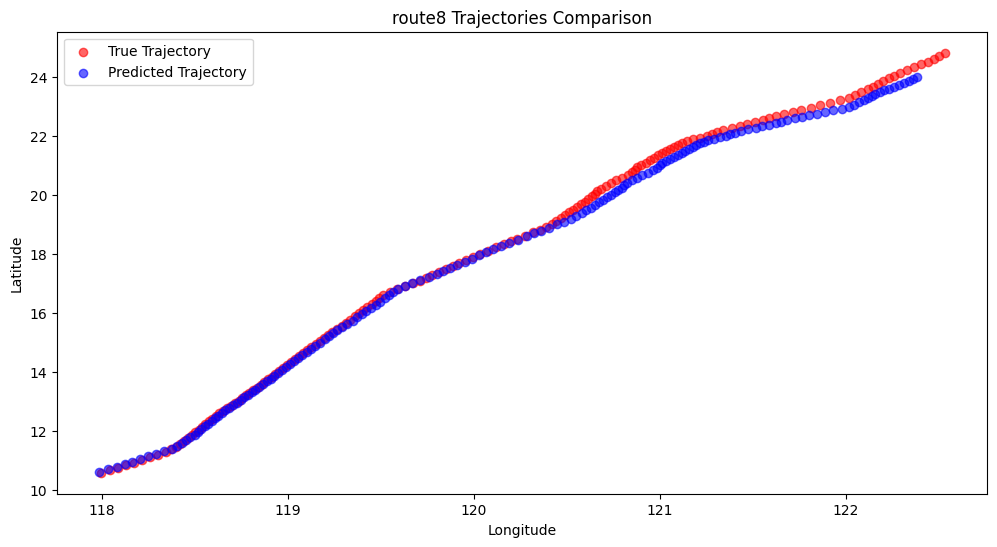 route8 Trajectories Comparison
True Trajectory
Predicted Trajectory
Latitude
24
22
20
18
16
14
12
10
118 119 120 121 122
Longitude